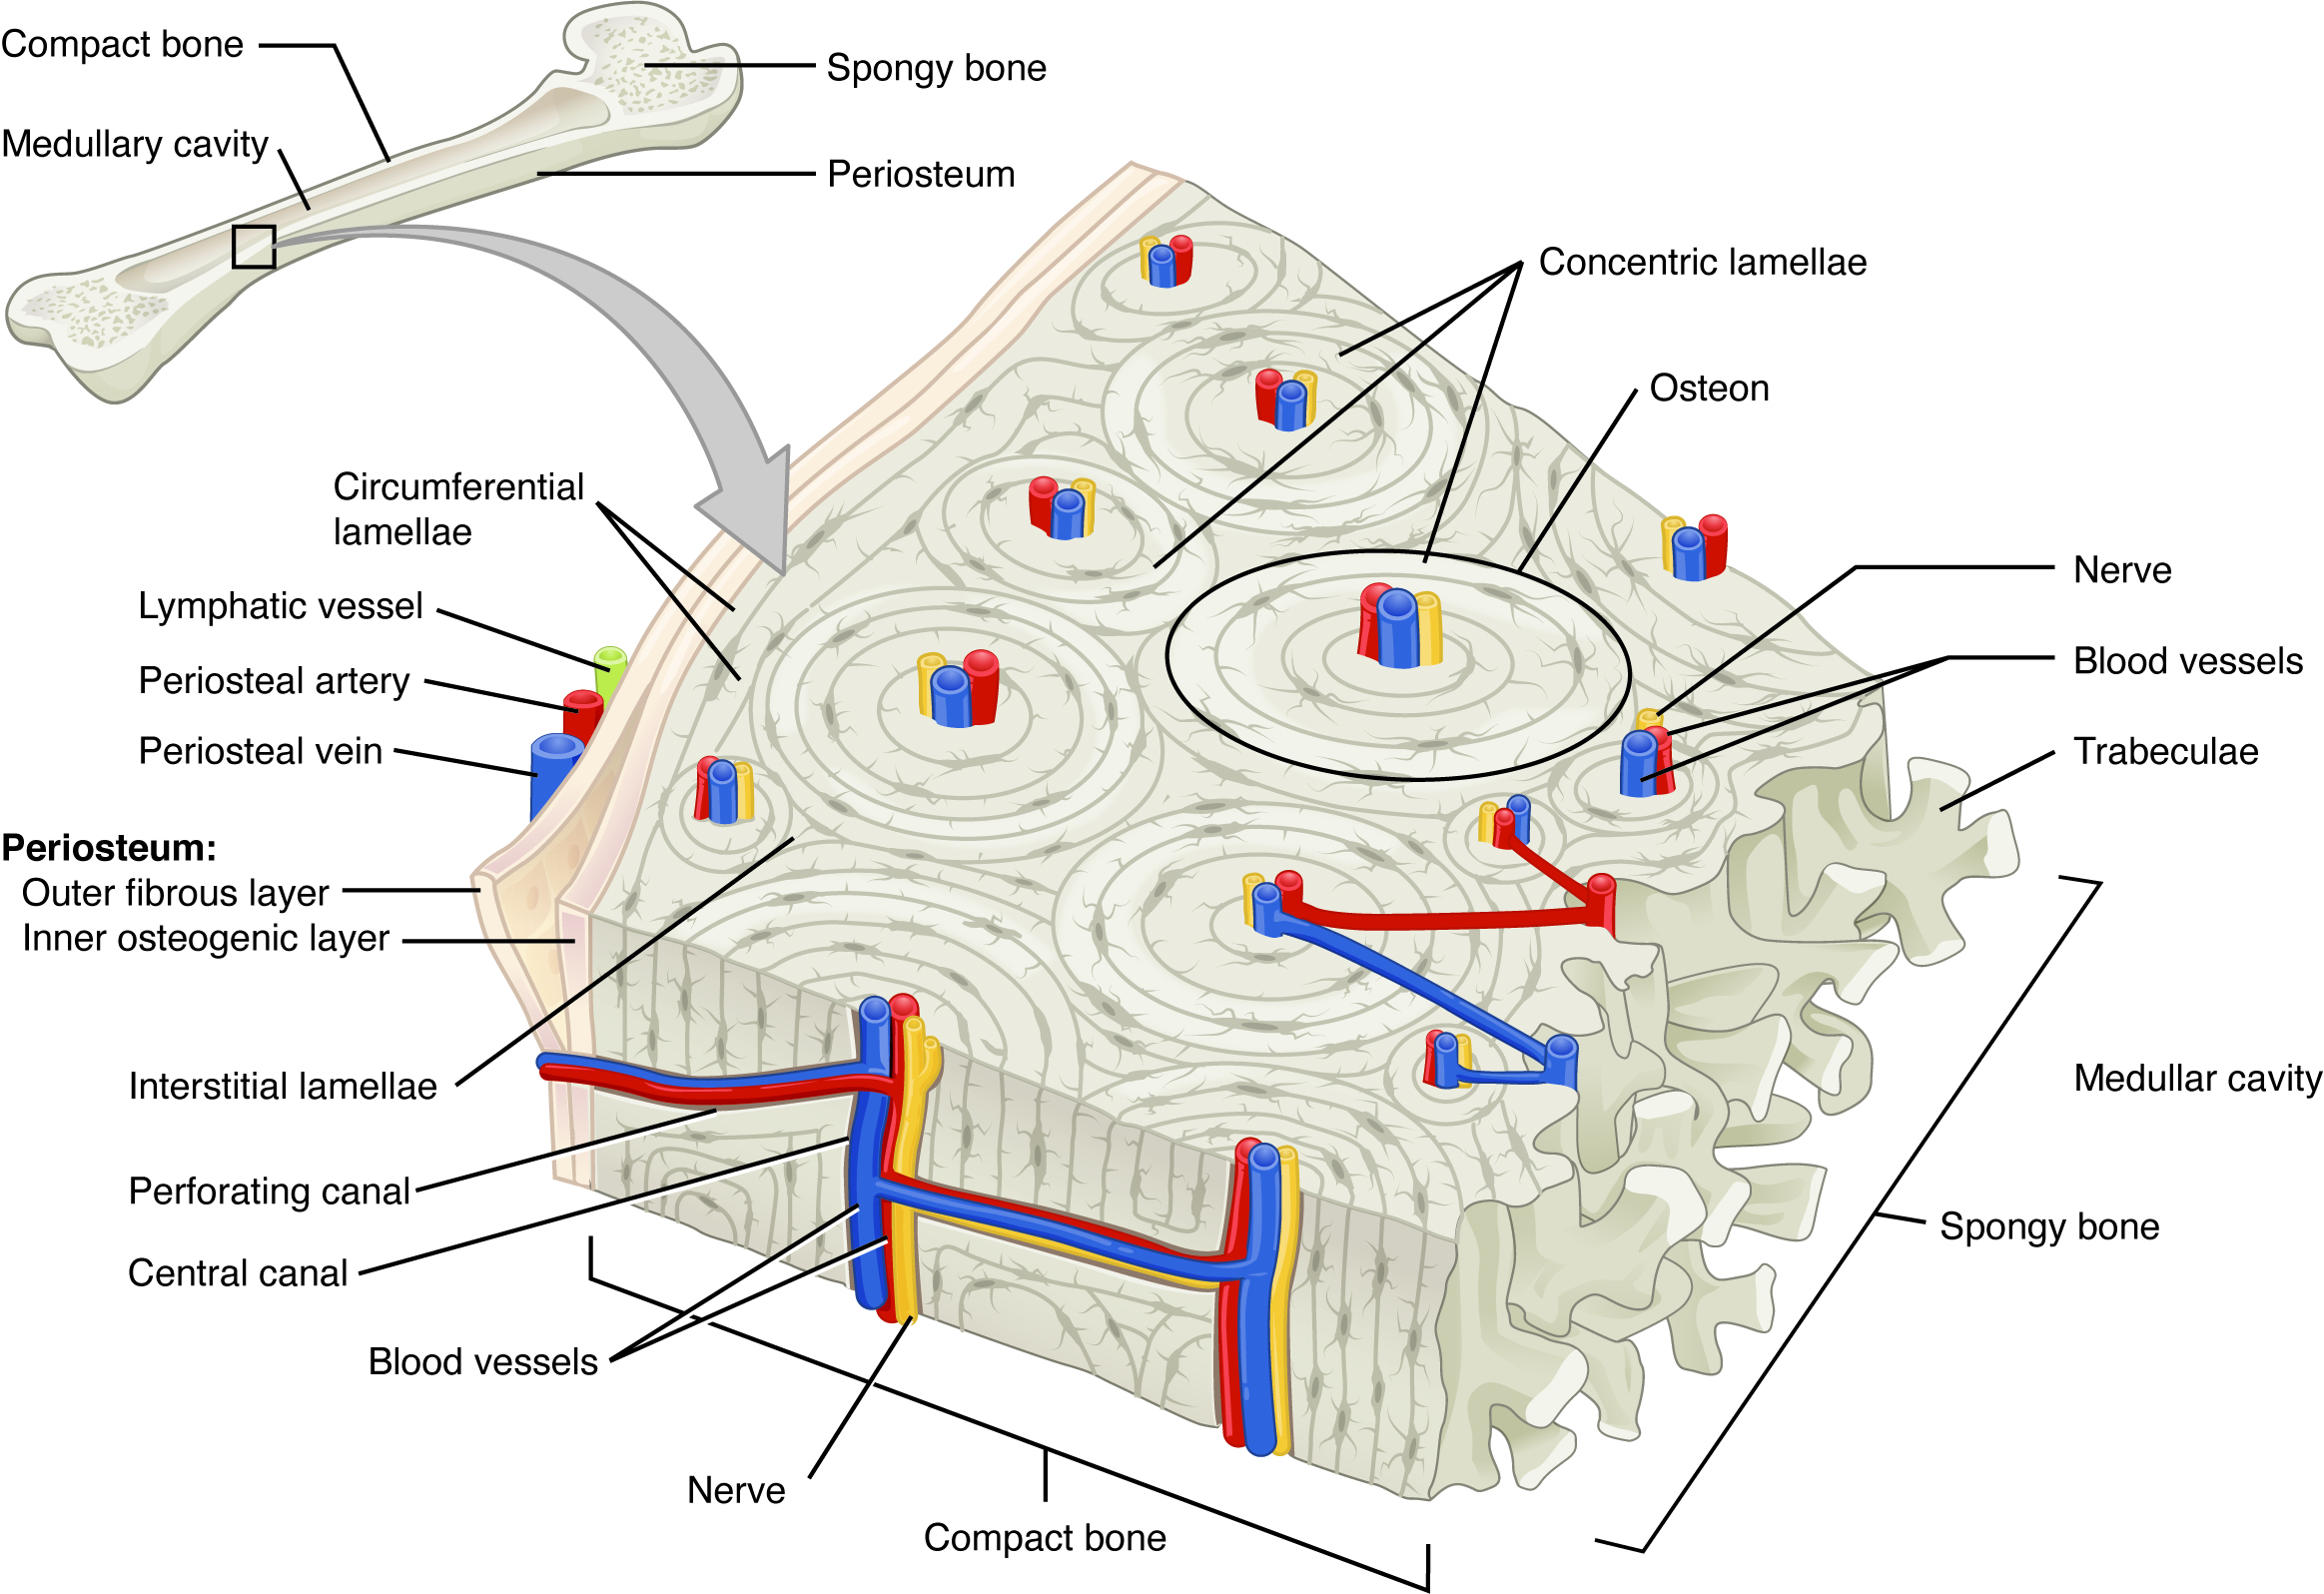 Compact bone
Spongy bone
Medullary cavity
Periosteum
Concentric lamellae
Osteon
Circumferential
lamellae
Nerve
Lymphatic vessel
Blood vessels
Periosteal artery
Periosteal vein
Trabeculae
Periosteum:
Outer fibrous layer
Inner osteogenic layer
Interstitial lamellae
Medullar cavity
Perforating canal
Spongy bone
Central canal
Blood vessels
Nerve
Compact bone